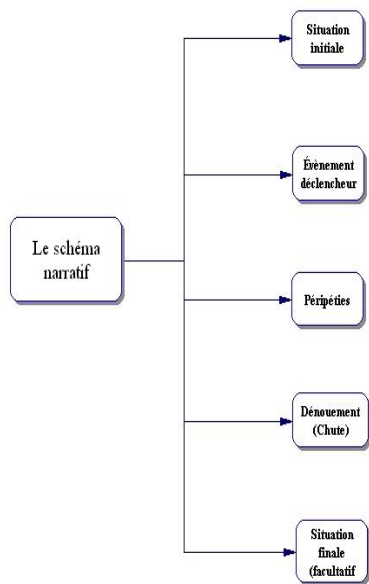 Le schéma
narratif
Situation
initiale
Évènement
déclencheur
Péripéties
Dénouement
(Chute)
Situation
finale
(facultatif